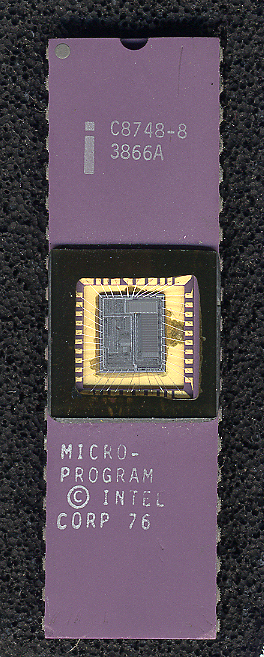 i
C8748-8
3866A
MICRO-
PROGRAM
© INTEL
CORP 76